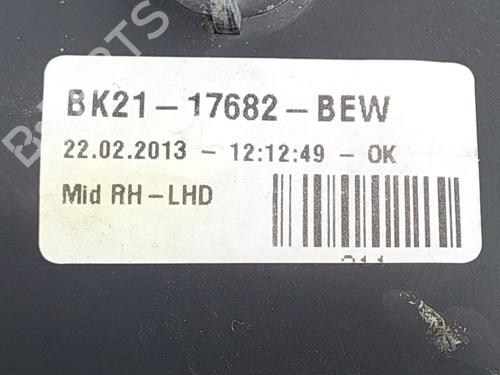 BK21-17682-BEW
22.02.2013 - 12:12:49 - OK
Mid RH-LHD